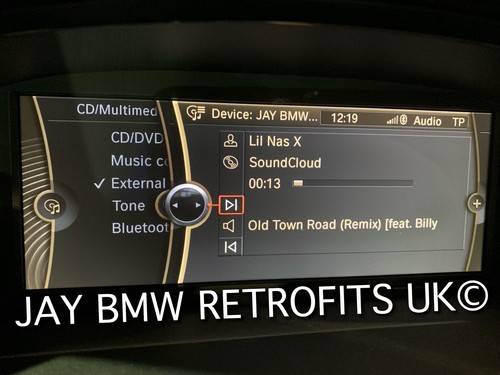 CD/Multimed
Device: JAY BMW... 12:19 Audio TP
CD/DVD
Music c
External
Tone
Bluetoot
Lil Nas X
SoundCloud
00:13
Old Town Road (Remix) [feat. Billy
JAY BMW RETROFITS UK©